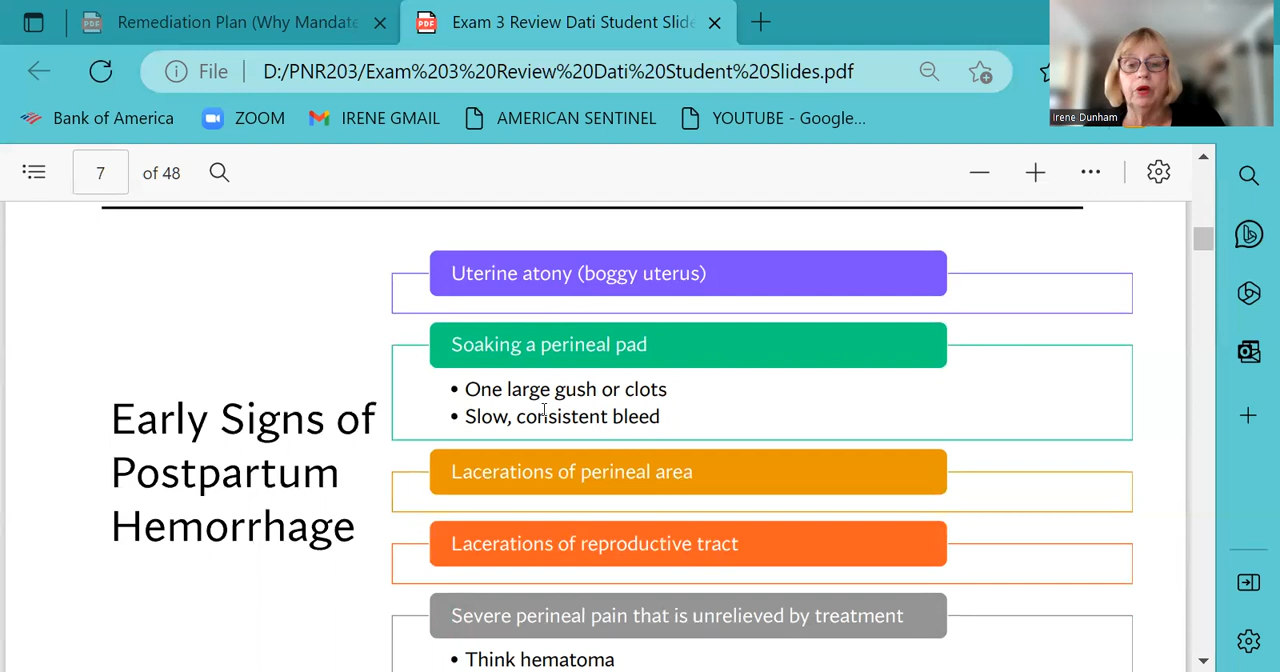 Remediation Plan (Why Mandate
Exam 3 Review Dati Student Slide
File
D:/PNR203/Exam%203%20Review%20Dati%20Student%20Slides.pdf
Irene Dunham
Bank of America
ZOOM
IRENE GMAIL
AMERICAN SENTINEL
YOUTUBE - Google...
7 of 48
Early Signs of
Postpartum
Hemorrhage
Uterine atony (boggy uterus)
Soaking a perineal pad
• One large gush or clots
• Slow, consistent bleed
Lacerations of perineal area
Lacerations of reproductive tract
Severe perineal pain that is unrelieved by treatment
• Think hematoma